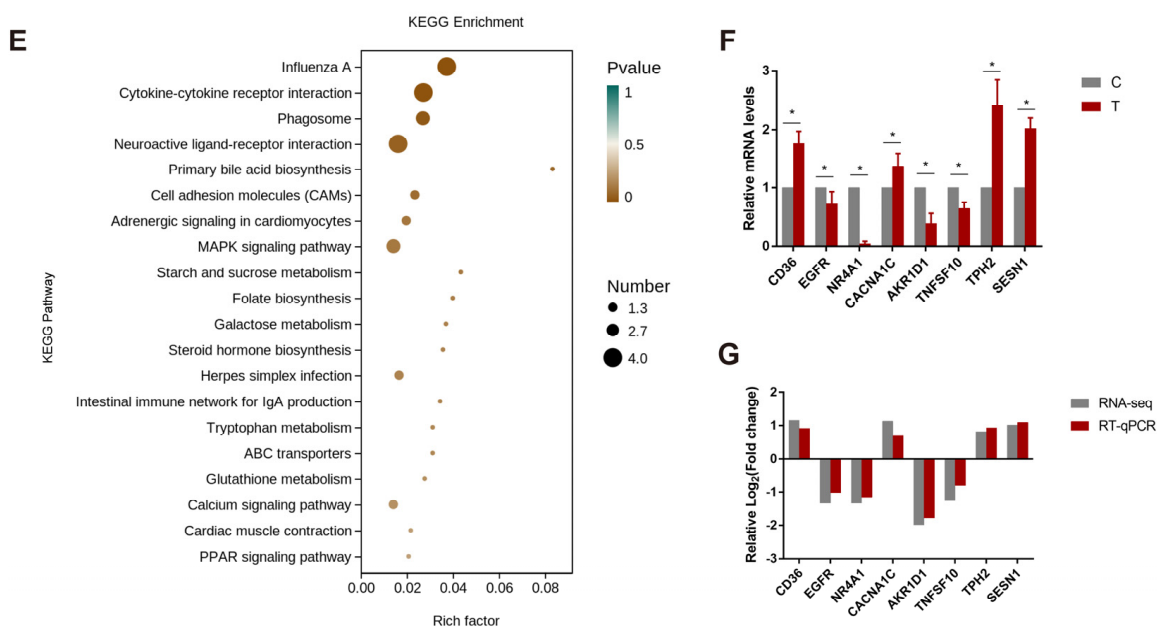 E
KEGG Enrichment
KEGG Pathway
Influenza A
Cytokine-cytokine receptor interaction
Phagosome
Neuroactive ligand-receptor interaction
Primary bile acid biosynthesis
Cell adhesion molecules (CAMs)
Adrenergic signaling in cardiomyocytes
MAPK signaling pathway
Starch and sucrose metabolism
Folate biosynthesis
Galactose metabolism
Steroid hormone biosynthesis
Herpes simplex infection
Intestinal immune network for IgA production
Tryptophan metabolism
ABC transporters
Glutathione metabolism
Calcium signaling pathway
Cardiac muscle contraction
PPAR signaling pathway
0.00 0.02 0.04 0.06 0.08
Rich factor
Pvalue
1
0.5
0
Number
1.3
2.7
4.0
F
Relative mRNA levels
3
2
1
0
* * * * * * * *
CD36 EGFR NR4A1 CACNA1C AKR1D1 TNFSF10 TPH2 SESN1
C
T
G
Relative Log2(Fold change)
2
1
0
-1
-2
-3
CD36 EGFR NR4A1 CACNA1C AKR1D1 TNFSF10 TPH2 SESN1
RNA-seq
RT-qPCR